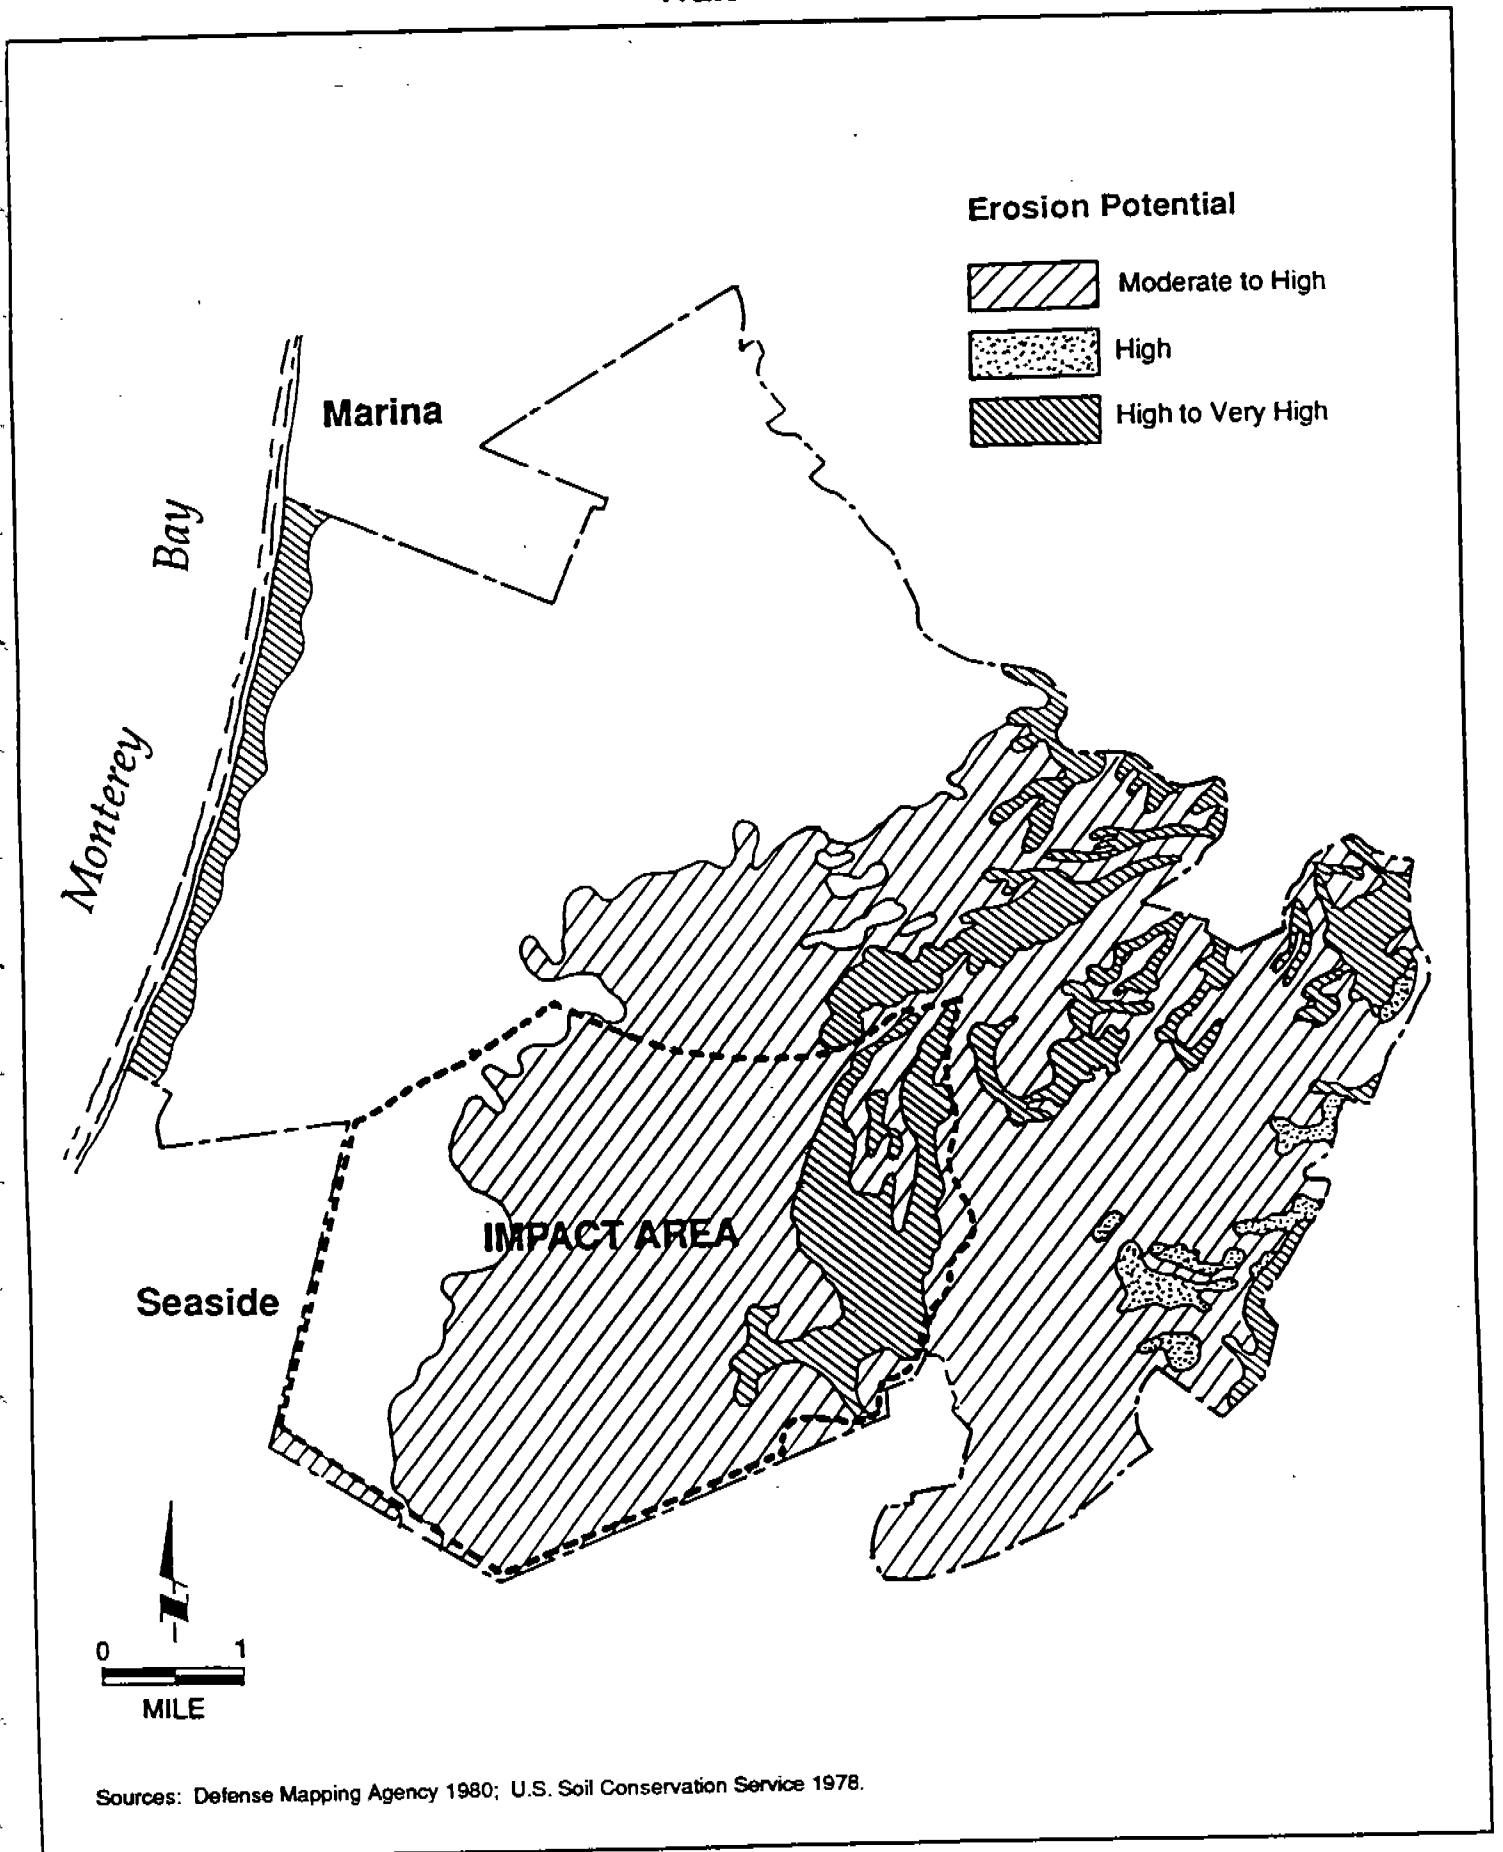 Erosion Potential
Moderate to High
High
High to Very High
Marina
Monterey Bay
IMPACT AREA
Seaside
0 1
MILE
Sources: Defense Mapping Agency 1980; U.S. Soil Conservation Service 1978.